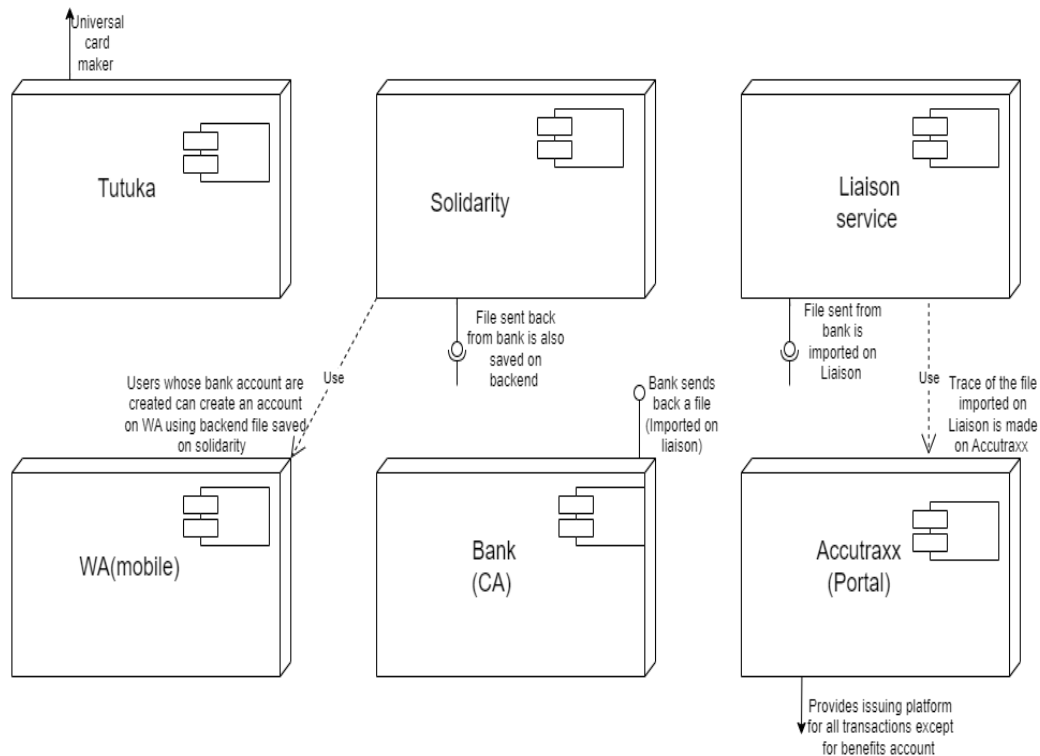 Universal
card
maker
Tutuka
Solidarity
Liaison
service
File sent back
from bank is also
saved on
backend
File sent from
bank is
imported on
Liaison
Use
Users whose bank account are
created can create an account
on WA using backend file saved
on solidarity
Bank sends
back a file
(Imported on
liaison)
Use
Trace of the file
imported on
Liaison is made
on Accutraxx
WA(mobile)
Bank
(CA)
Accutraxx
(Portal)
Provides issuing platform
for all transactions except
for benefits account